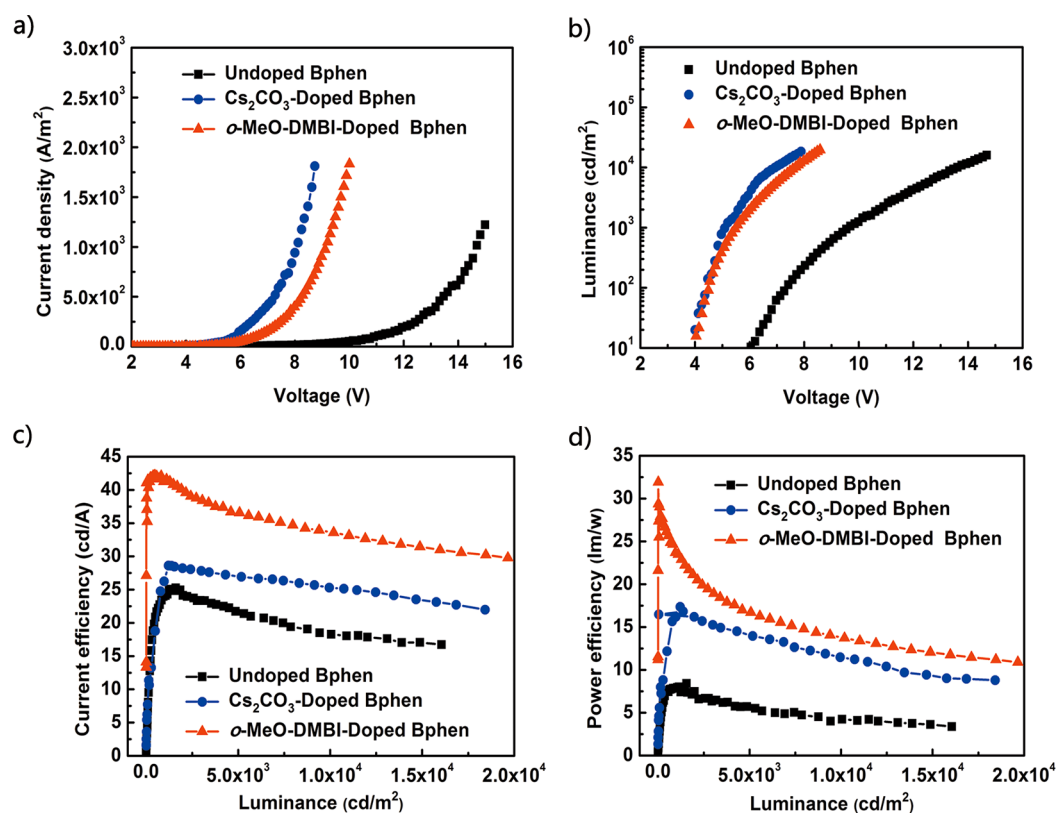 a)
3.0x10³
2.5x10³
2.0x10³
1.5x10³
1.0x10³
5.0x10²
0.0
2 4 6 8 10 12 14 16
Current density (A/m²)
Voltage (V)
Undoped Bphen
Cs₂CO₃-Doped Bphen
o-MeO-DMBI-Doped Bphen
b)
10⁶
10⁵
10⁴
10³
10²
10¹
2 4 6 8 10 12 14 16
Luminance (cd/m²)
Voltage (V)
Undoped Bphen
Cs₂CO₃-Doped Bphen
o-MeO-DMBI-Doped Bphen
c)
45
40
35
30
25
20
15
10
5
0
0.0 5.0x10³ 1.0x10⁴ 1.5x10⁴ 2.0x10⁴
Current efficiency (cd/A)
Luminance (cd/m²)
Undoped Bphen
Cs₂CO₃-Doped Bphen
o-MeO-DMBI-Doped Bphen
d)
35
30
25
20
15
10
5
0
0.0 5.0x10³ 1.0x10⁴ 1.5x10⁴ 2.0x10⁴
Power efficiency (lm/w)
Luminance (cd/m²)
Undoped Bphen
Cs₂CO₃-Doped Bphen
o-MeO-DMBI-Doped Bphen